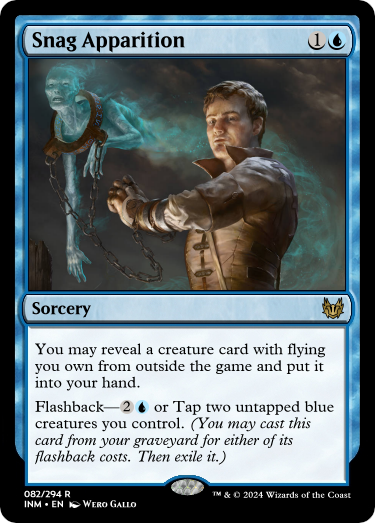 Snag Apparition 1
Sorcery
You may reveal a creature card with flying
you own from outside the game and put it
into your hand.
Flashback—2 or Tap two untapped blue
creatures you control. (You may cast this
card from your graveyard for either of its
flashback costs. Then exile it.)
082/294 R
INM • EN Wero Gallo ™ & © 2024 Wizards of the Coast